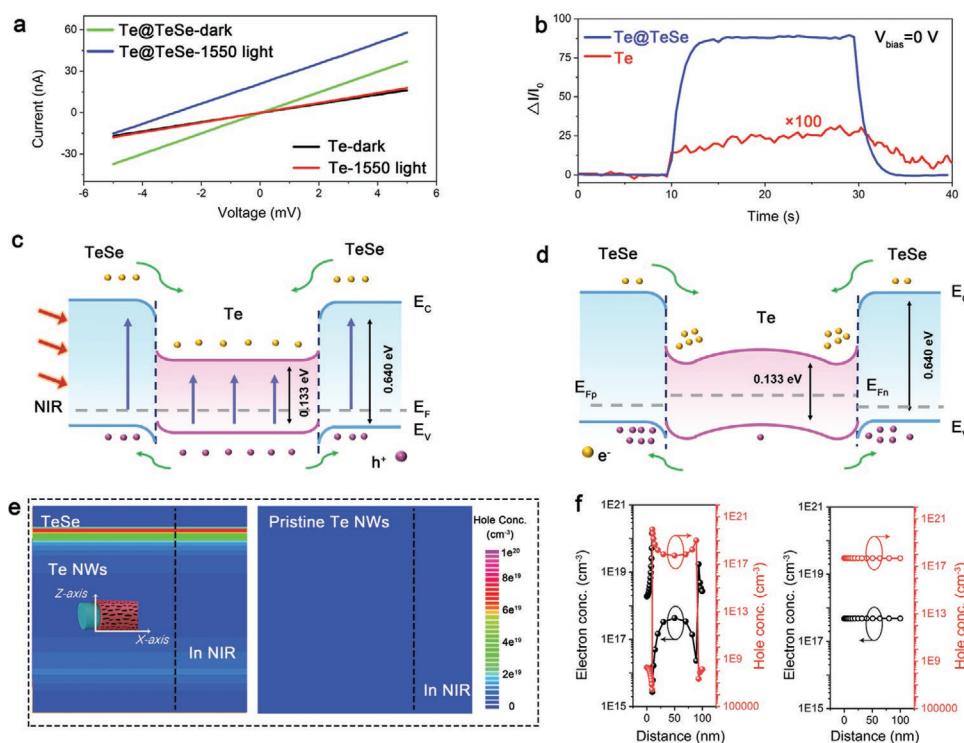 a
Te@TeSe-dark
Te@TeSe-1550 light
Te-dark
Te-1550 light
60
30
0
-30
Current (nA)
-6 -4 -2 0 2 4 6
Voltage (mV)
b
Te@TeSe
Te
V_bias=0 V
×100
100
75
50
25
0
ΔI/I₀
0 10 20 30 40
Time (s)
c
TeSe
TeSe
Te
E_C
0.640 eV
0.133 eV
NIR
E_F
E_V
h⁺
d
TeSe
TeSe
Te
0.133 eV
0.640 eV
E_Fp
E_Fn
e⁻
e
TeSe
Te NWs
Z-axis
X-axis
In NIR
Pristine Te NWs
In NIR
Hole Conc.
(cm⁻³)
1e²⁰
8e¹⁹
6e¹⁹
4e¹⁹
2e¹⁹
0
f
1E21
1E19
1E17
1E15
Electron conc. (cm⁻³)
1E21
1E17
1E13
1E9
100000
Hole conc. (cm⁻³)
0 50 100
Distance (nm)
1E21
1E19
1E17
1E15
Electron conc. (cm⁻³)
1E21
1E17
1E13
1E9
100000
Hole conc. (cm⁻³)
0 50 100
Distance (nm)